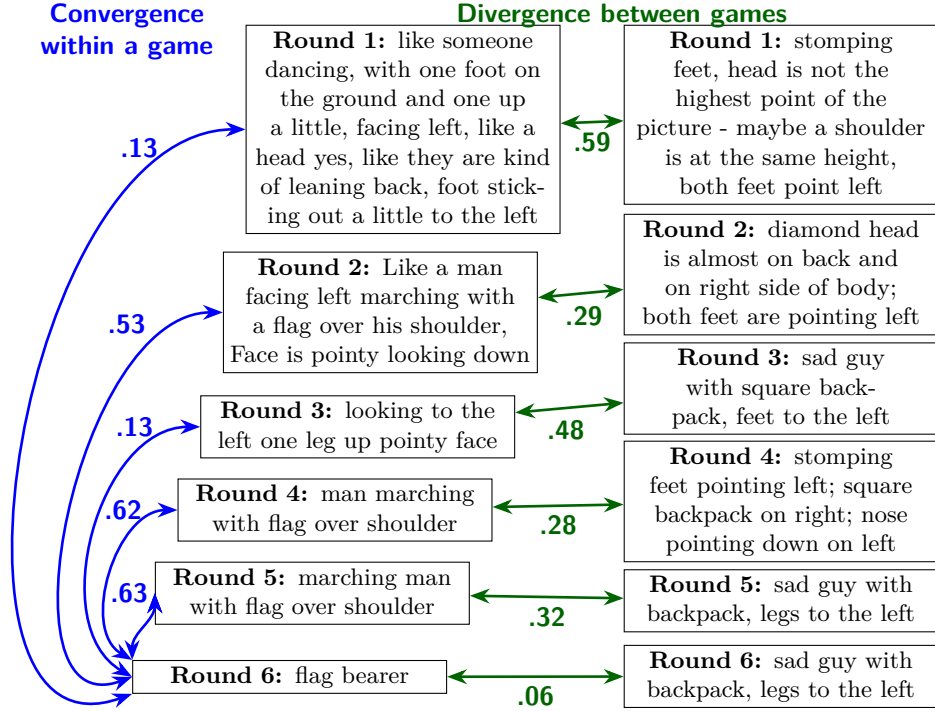 Convergence
within a game
Divergence between games
Round 1: like someone
dancing, with one foot on
the ground and one up
a little, facing left, like a
head yes, like they are kind
of leaning back, foot stick-
ing out a little to the left
.13
.59
Round 1: stomping
feet, head is not the
highest point of the
picture - maybe a shoulder
is at the same height,
both feet point left
Round 2: Like a man
facing left marching with
a flag over his shoulder,
Face is pointy looking down
.53
.29
Round 2: diamond head
is almost on back and
on right side of body;
both feet are pointing left
Round 3: looking to the
left one leg up pointy face
.13
.48
Round 3: sad guy
with square back-
pack, feet to the left
Round 4: man marching
with flag over shoulder
.62
.28
Round 4: stomping
feet pointing left; square
backpack on right; nose
pointing down on left
Round 5: marching man
with flag over shoulder
.63
.32
Round 5: sad guy with
backpack, legs to the left
Round 6: flag bearer
.06
Round 6: sad guy with
backpack, legs to the left